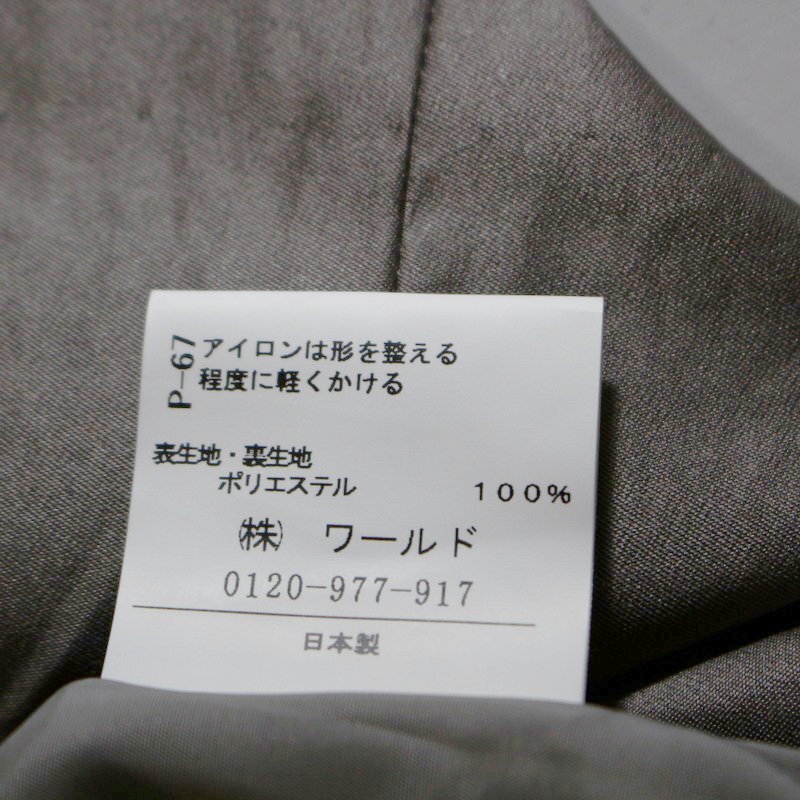 P-67
アイロンは形を整える
程度に軽くかける
表生地・裏生地
ポリエステル 100%
㈱ ワールド
0120-977-917
日本製